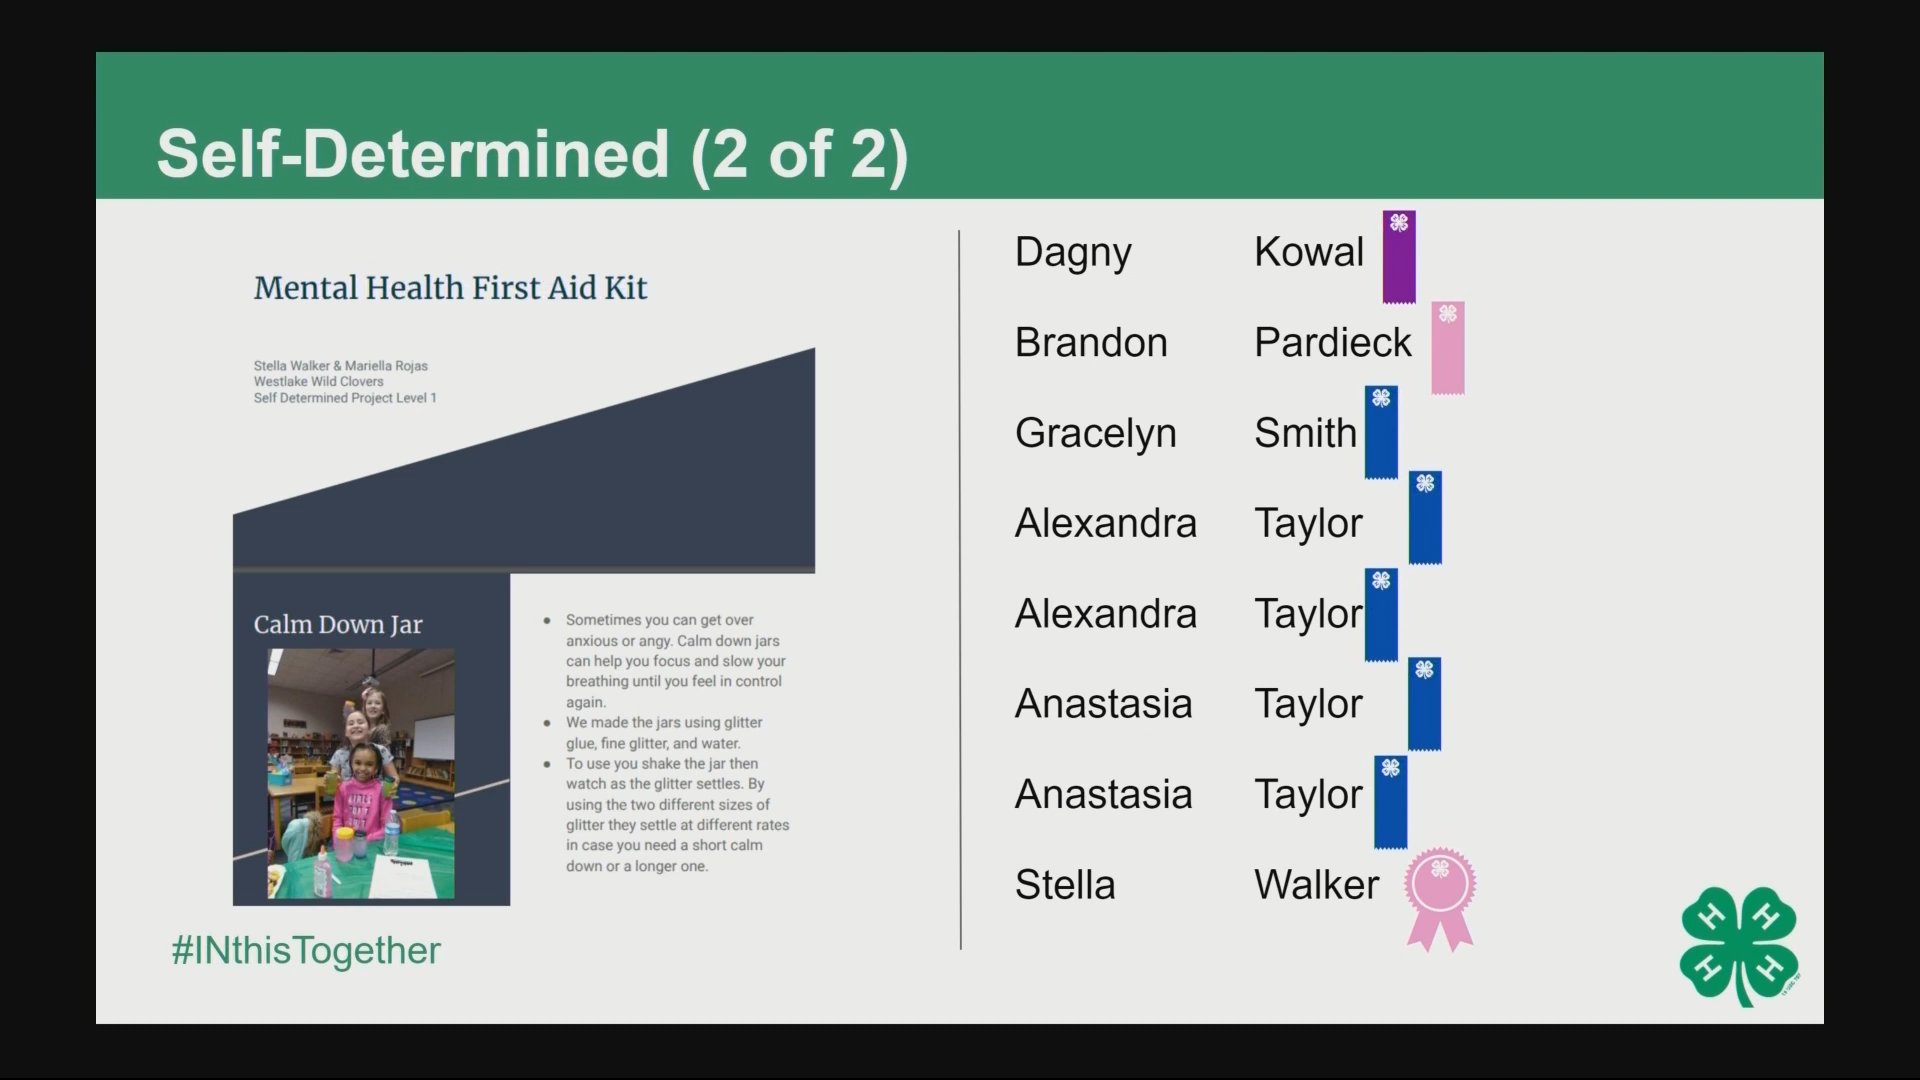 Self-Determined (2 of 2)
Mental Health First Aid Kit
Stella Walker & Mariella Rojas
Westlake Wild Clovers
Self Determined Project Level 1
Calm Down Jar
● Sometimes you can get over
anxious or angy. Calm down jars
can help you focus and slow your
breathing until you feel in control
again.
● We made the jars using glitter
glue, fine glitter, and water.
● To use you shake the jar then
watch as the glitter settles. By
using the two different sizes of
glitter they settle at different rates
in case you need a short calm
down or a longer one.
#INthisTogether
Dagny Kowal
Brandon Pardieck
Gracelyn Smith
Alexandra Taylor
Alexandra Taylor
Anastasia Taylor
Anastasia Taylor
Stella Walker
H H
H H